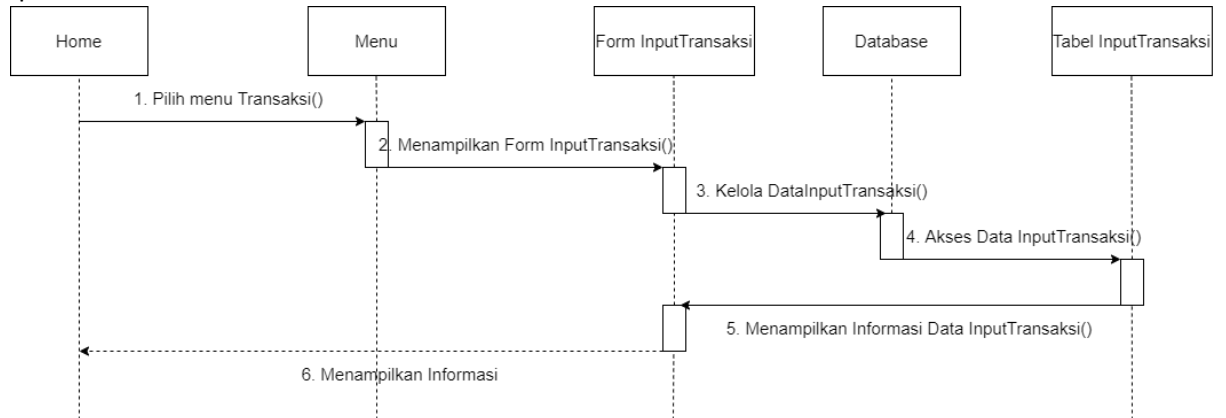 Home
Menu
Form InputTransaksi
Database
Tabel InputTransaksi
1. Pilih menu Transaksi()
2. Menampilkan Form InputTransaksi()
3. Kelola DataInputTransaksi()
4. Akses Data InputTransaksi()
5. Menampilkan Informasi Data InputTransaksi()
6. Menampilkan Informasi